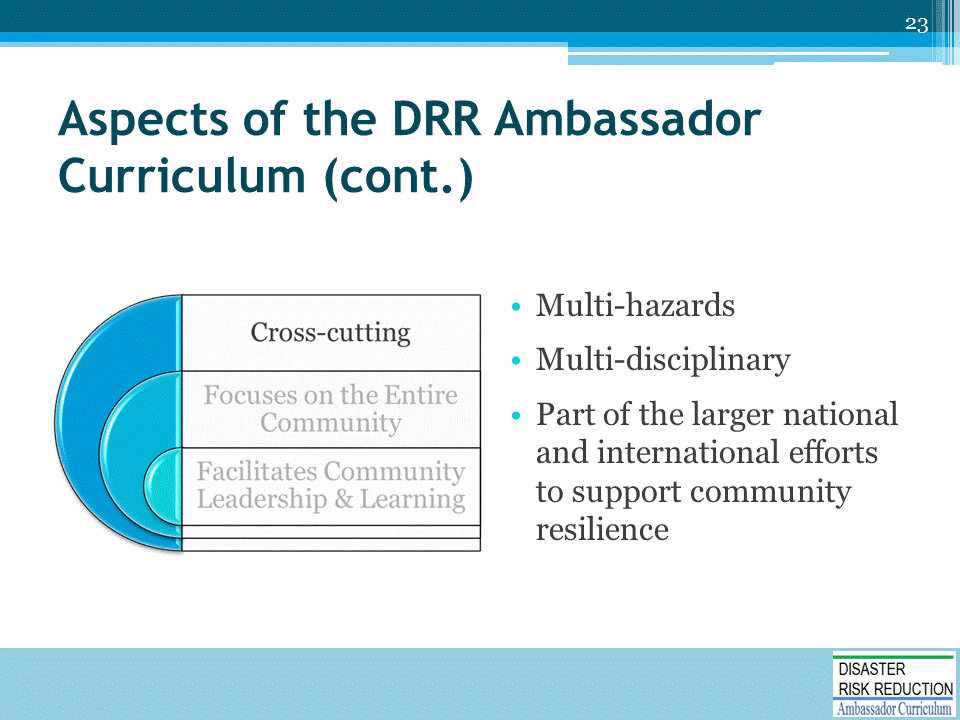 23
Aspects of the DRR Ambassador
Curriculum (cont.)
Cross-cutting
Focuses on the Entire
Community
Facilitates Community
Leadership & Learning
• Multi-hazards
• Multi-disciplinary
• Part of the larger national
and international efforts
to support community
resilience
DISASTER
RISK REDUCTION
Ambassador Curriculum